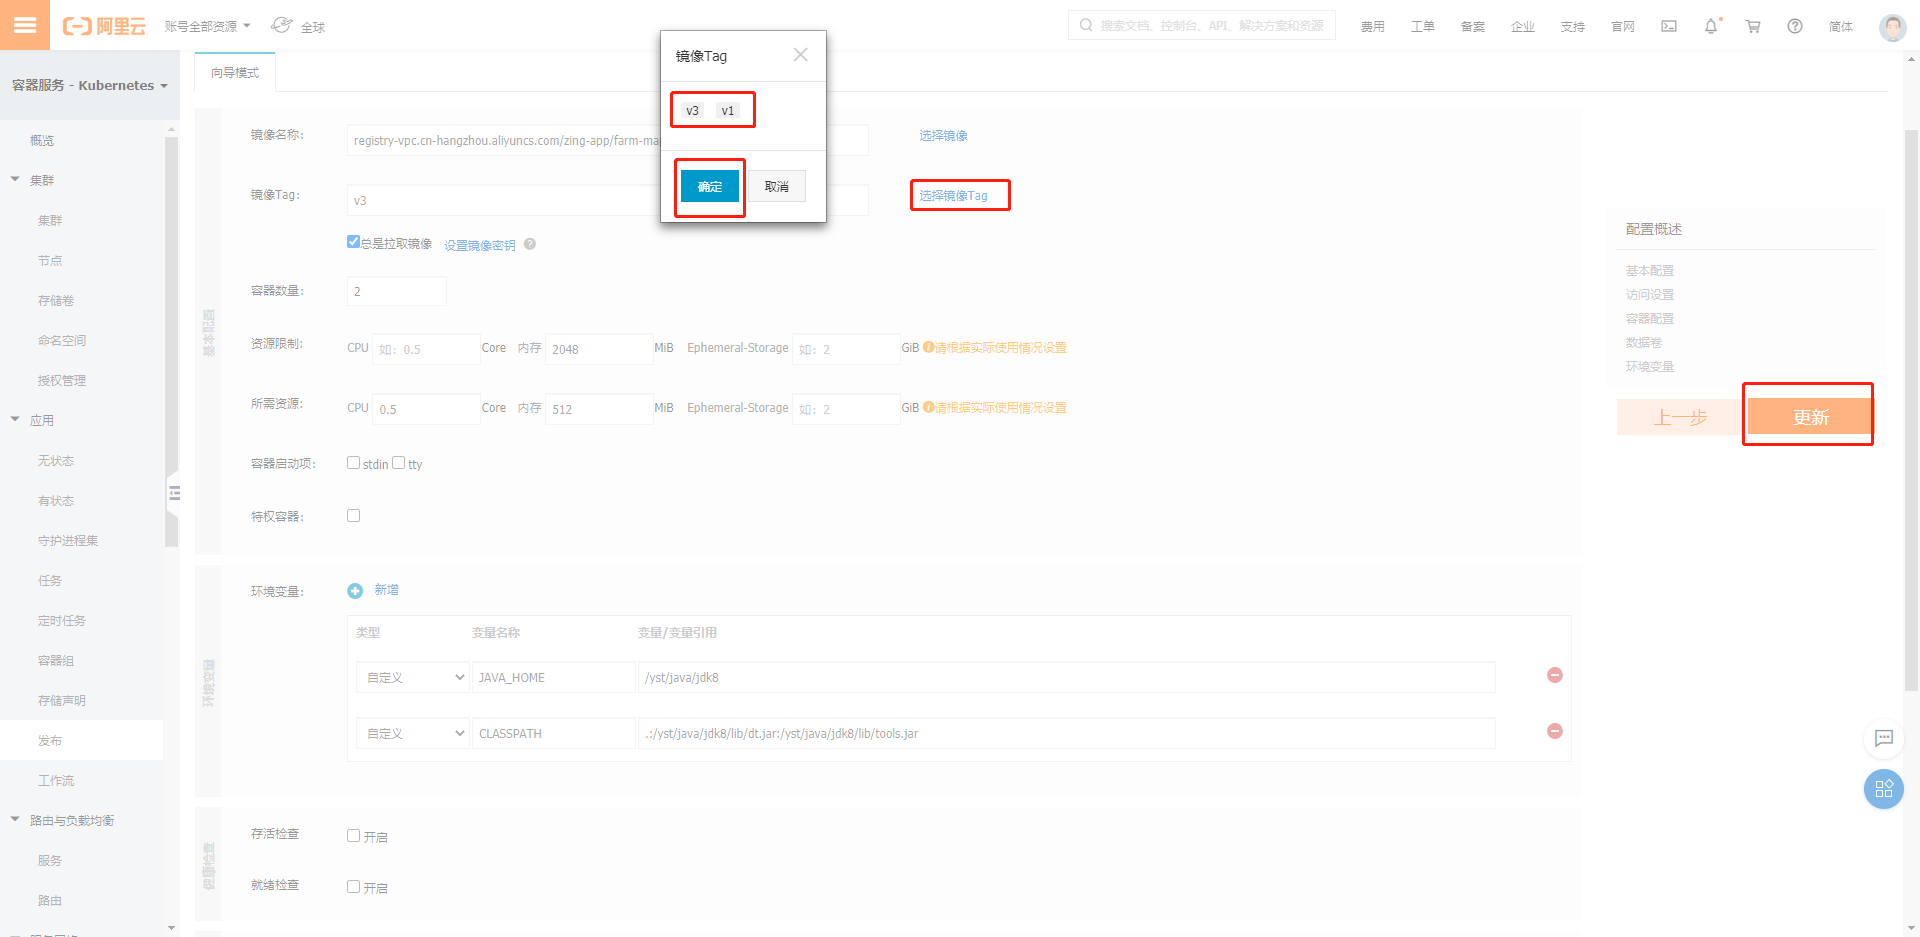 阿里云
账号全部资源
全球
搜索文档、控制台、API、解决方案和资源
费用
工单
备案
企业
支持
官网
简体
容器服务 - Kubernetes
概览
集群
集群
节点
存储卷
命名空间
授权管理
应用
无状态
有状态
守护进程集
任务
定时任务
容器组
存储声明
发布
工作流
路由与负载均衡
服务
路由
向导模式
镜像Tag
v3 v1
确定
取消
基本配置
镜像名称:
registry-vpc.cn-hangzhou.aliyuncs.com/zing-app/farm-ma
选择镜像
镜像Tag:
v3
选择镜像Tag
总是拉取镜像 设置镜像密钥
容器数量:
2
资源限制:
CPU 如: 0.5 Core 内存 2048 MiB Ephemeral-Storage 如: 2 GiB 请根据实际使用情况设置
所需资源:
CPU 0.5 Core 内存 512 MiB Ephemeral-Storage 如: 2 GiB 请根据实际使用情况设置
容器启动项:
stdin tty
特权容器:
环境变量
环境变量:
新增
类型 变量名称 变量/变量引用
自定义 JAVA_HOME /yst/java/jdk8
自定义 CLASSPATH .:/yst/java/jdk8/lib/dt.jar:/yst/java/jdk8/lib/tools.jar
健康检查
存活检查
开启
就绪检查
开启
配置概述
基本配置
访问设置
容器配置
数据卷
环境变量
上一步
更新